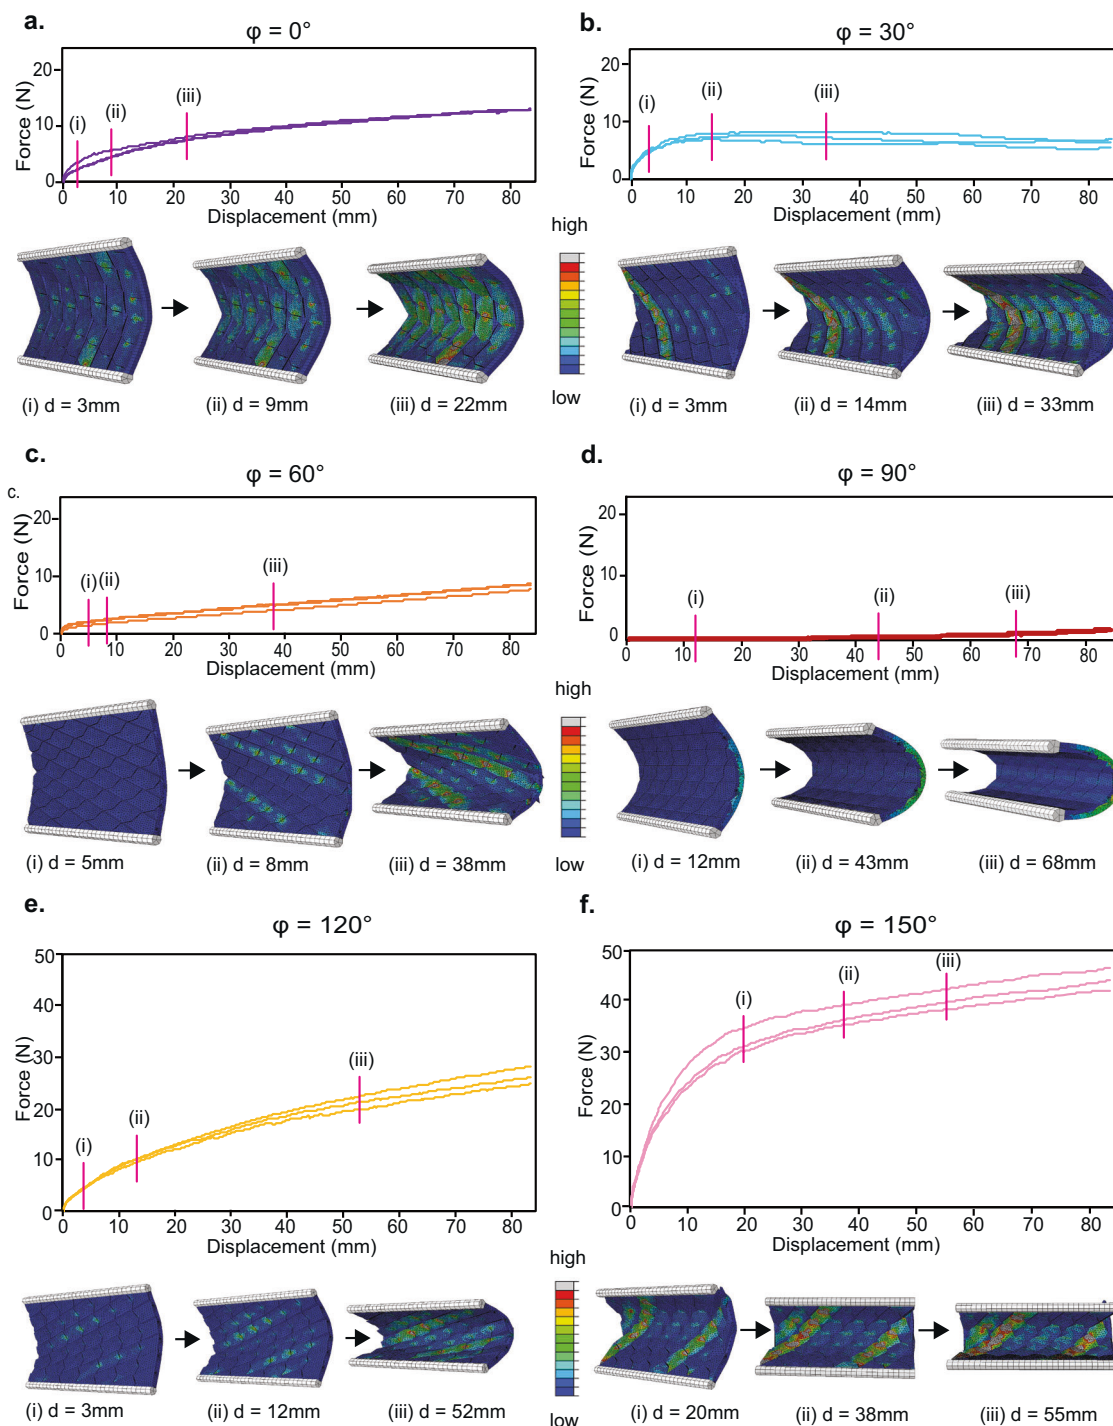 a.
φ = 0°
Force (N)
20
10
0
(i)
(ii)
(iii)
0 10 20 30 40 50 60 70 80
Displacement (mm)
(i) d = 3mm
(ii) d = 9mm
(iii) d = 22mm
b.
φ = 30°
Force (N)
20
10
0
(i)
(ii)
(iii)
0 10 20 30 40 50 60 70 80
Displacement (mm)
high
low
(i) d = 3mm
(ii) d = 14mm
(iii) d = 33mm
c.
φ = 60°
c.
Force (N)
20
10
0
(i)
(ii)
(iii)
0 10 20 30 40 50 60 70 80
Displacement (mm)
(i) d = 5mm
(ii) d = 8mm
(iii) d = 38mm
d.
φ = 90°
Force (N)
20
10
0
(i)
(ii)
(iii)
0 10 20 30 40 50 60 70 80
Displacement (mm)
high
low
(i) d = 12mm
(ii) d = 43mm
(iii) d = 68mm
e.
φ = 120°
Force (N)
50
40
30
20
10
0
(i)
(ii)
(iii)
0 10 20 30 40 50 60 70 80
Displacement (mm)
(i) d = 3mm
(ii) d = 12mm
(iii) d = 52mm
f.
φ = 150°
Force (N)
50
40
30
20
10
0
(i)
(ii)
(iii)
0 10 20 30 40 50 60 70 80
Displacement (mm)
high
low
(i) d = 20mm
(ii) d = 38mm
(iii) d = 55mm